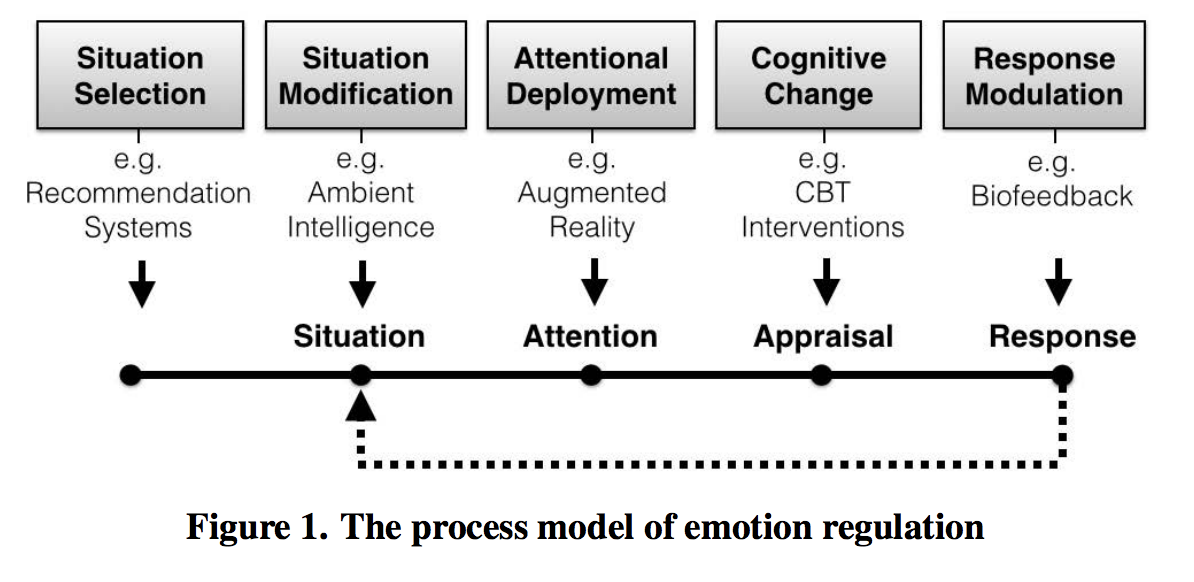 Situation Selection
Situation Modification
Attentional Deployment
Cognitive Change
Response Modulation
e.g. Recommendation Systems
e.g. Ambient Intelligence
e.g. Augmented Reality
e.g. CBT Interventions
e.g. Biofeedback
Situation
Attention
Appraisal
Response
Figure 1. The process model of emotion regulation